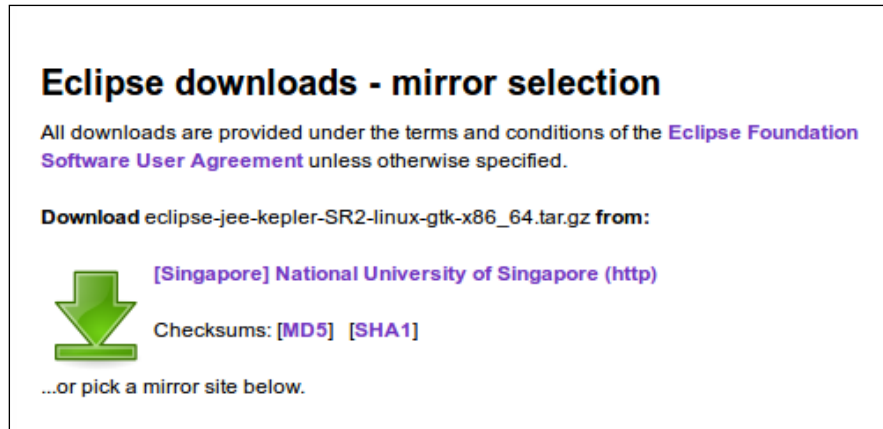 Eclipse downloads - mirror selection
All downloads are provided under the terms and conditions of the Eclipse Foundation
Software User Agreement unless otherwise specified.
Download eclipse-jee-kepler-SR2-linux-gtk-x86_64.tar.gz from:
[Singapore] National University of Singapore (http)
Checksums: [MD5] [SHA1]
...or pick a mirror site below.